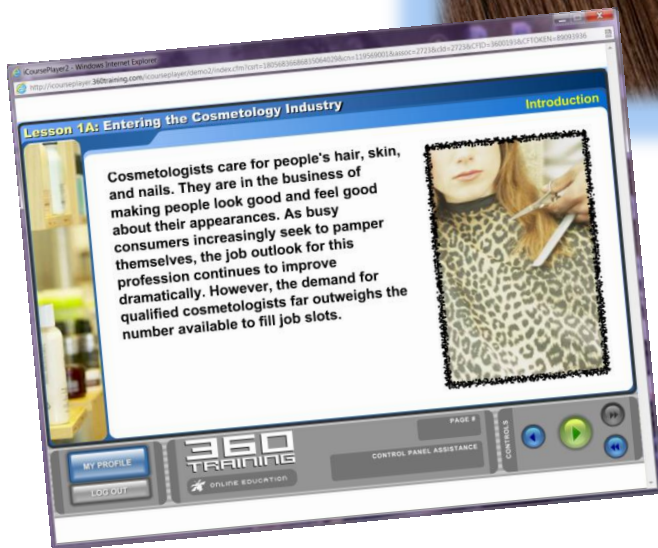 iCoursePlayer2 - Windows Internet Explorer
Lesson 1A: Entering the Cosmetology Industry
Introduction
Cosmetologists care for people's hair, skin,
and nails. They are in the business of
making people look good and feel good
about their appearances. As busy
consumers increasingly seek to pamper
themselves, the job outlook for this
profession continues to improve
dramatically. However, the demand for
qualified cosmetologists far outweighs the
number available to fill job slots.
MY PROFILE
LOG OUT
360
TRAINING
ONLINE EDUCATION
PAGE #
CONTROL PANEL ASSISTANCE
CONTROLS